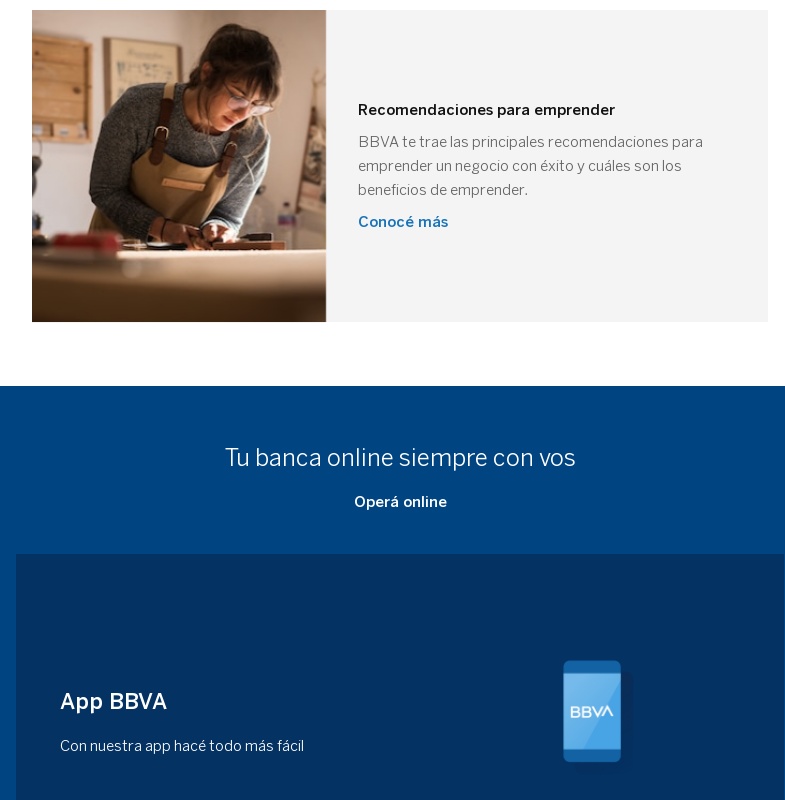 Recomendaciones para emprender
BBVA te trae las principales recomendaciones para
emprender un negocio con éxito y cuáles son los
beneficios de emprender.
Conocé más
Tu banca online siempre con vos
Operá online
App BBVA
Con nuestra app hacé todo más fácil
BBVA